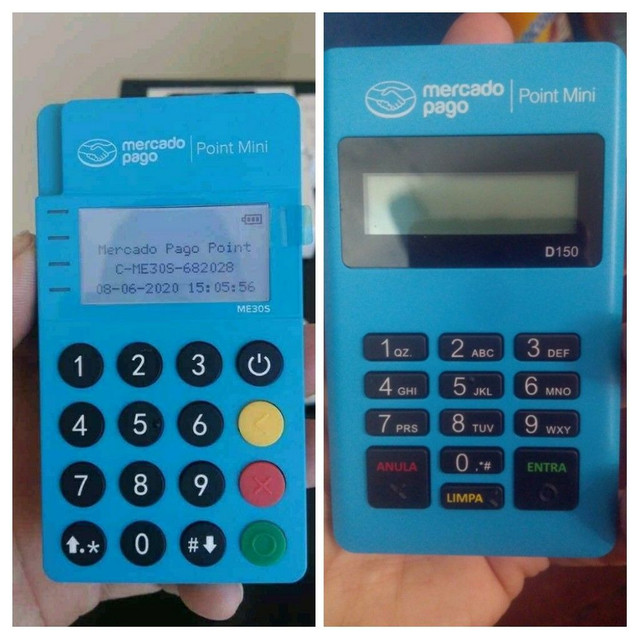 mercado pago | Point Mini
Mercado Pago Point
C-ME30S-682028
08-06-2020 15:05:56
ME30S
1 2 3
4 5 6
7 8 9
.* 0 #
mercado pago | Point Mini
D150
1 QZ. 2 ABC 3 DEF
4 GHI 5 JKL 6 MNO
7 PRS 8 TUV 9 WXY
ANULA 0 .*# ENTRA
LIMPA